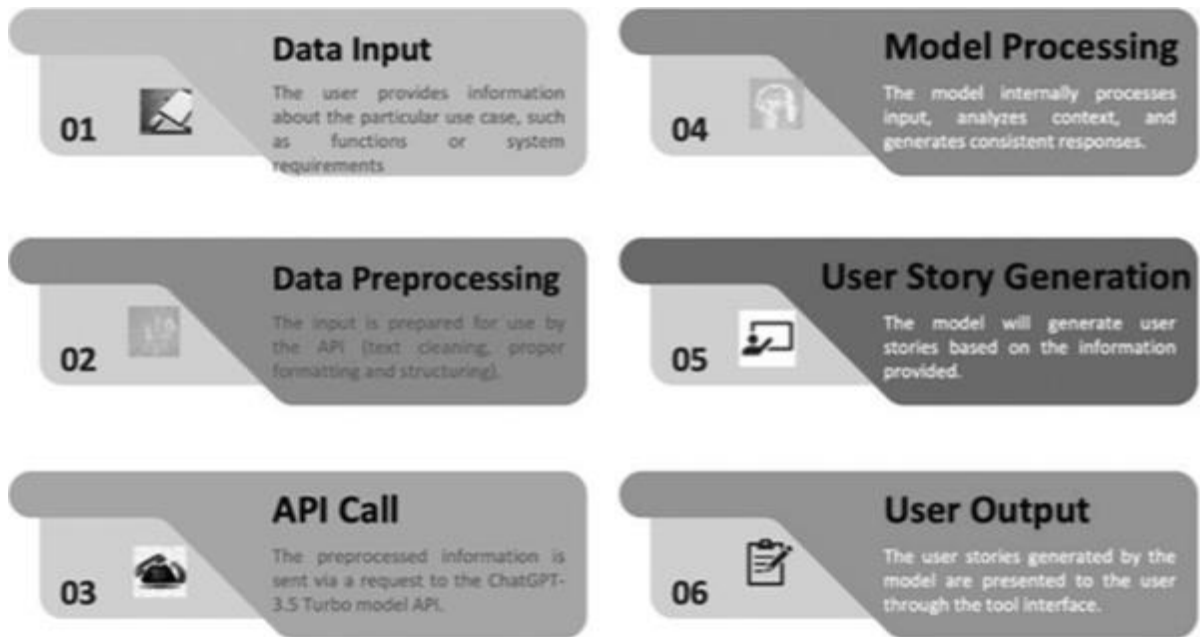 Data Input
The user provides information
about the particular use case, such
as functions or system
requirements
01
Data Preprocessing
The input is prepared for use by
the API (text cleaning, proper
formatting and structuring).
02
API Call
The preprocessed information is
sent via a request to the ChatGPT-
3.5 Turbo model API.
03
Model Processing
The model internally processes
input, analyzes context, and
generates consistent responses.
04
User Story Generation
The model will generate user
stories based on the information
provided.
05
User Output
The user stories generated by the
model are presented to the user
through the tool interface.
06